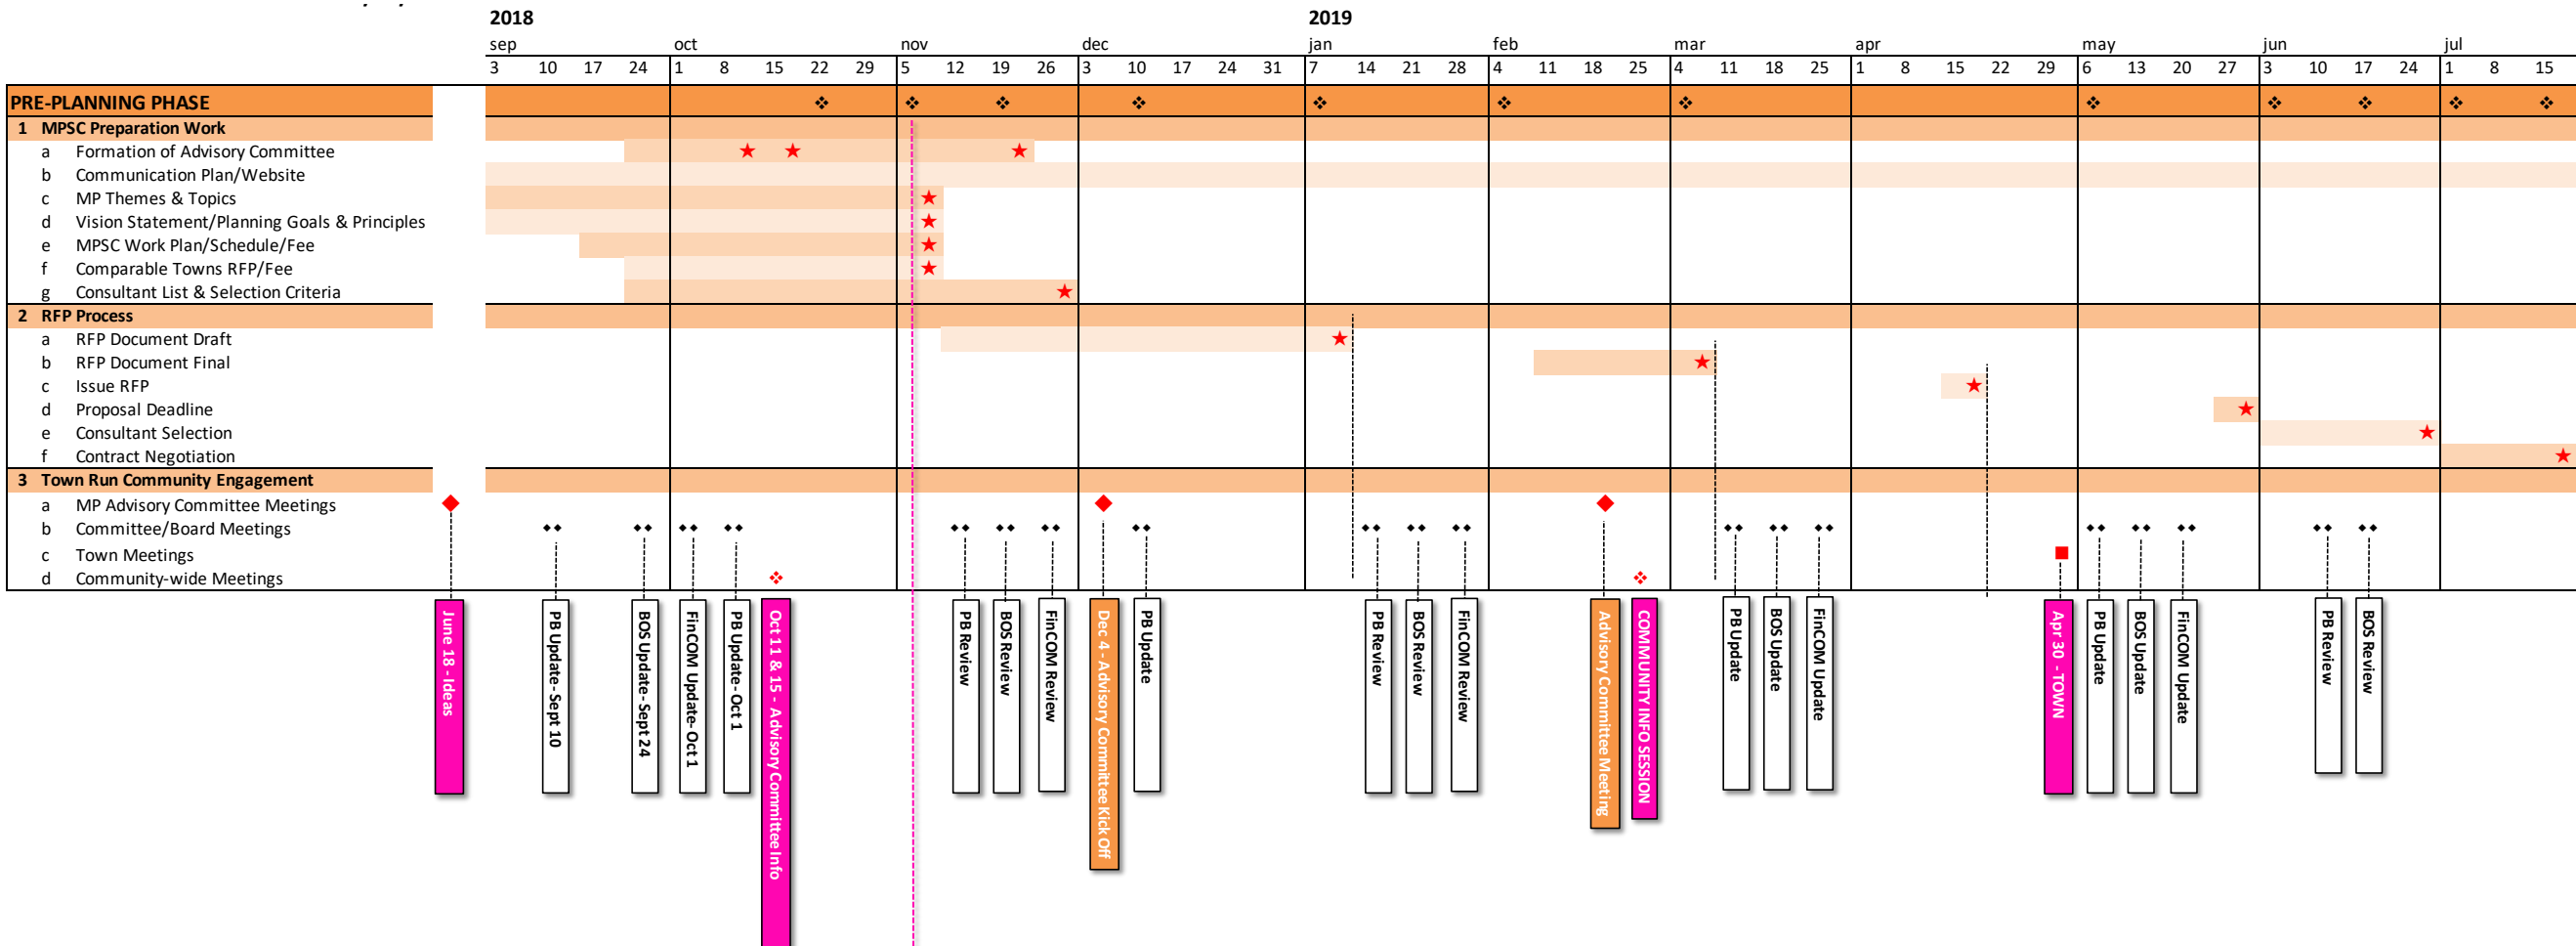 2018 2019
sep oct nov dec jan feb mar apr may jun jul
3 10 17 24 1 8 15 22 29 5 12 19 26 3 10 17 24 31 7 14 21 28 4 11 18 25 4 11 18 25 1 8 15 22 29 6 13 20 27 3 10 17 24 1 8 15
PRE-PLANNING PHASE
1 MPSC Preparation Work
a Formation of Advisory Committee
b Communication Plan/Website
c MP Themes & Topics
d Vision Statement/Planning Goals & Principles
e MPSC Work Plan/Schedule/Fee
f Comparable Towns RFP/Fee
g Consultant List & Selection Criteria
2 RFP Process
a RFP Document Draft
b RFP Document Final
c Issue RFP
d Proposal Deadline
e Consultant Selection
f Contract Negotiation
3 Town Run Community Engagement
a MP Advisory Committee Meetings
b Committee/Board Meetings
c Town Meetings
d Community-wide Meetings
June 18 - Ideas
PB Update- Sept 10
BOS Update- Sept 24
FinCOM Update- Oct 1
PB Update- Oct 1
Oct 11 & 15 - Advisory Committee Info
PB Review
BOS Review
FinCOM Review
Dec 4 - Advisory Committee Kick Off
PB Update
PB Review
BOS Review
FinCOM Review
Advisory Committee Meeting
COMMUNITY INFO SESSION
PB Update
BOS Update
FinCOM Update
Apr 30 - TOWN
PB Update
BOS Update
FinCOM Update
PB Review
BOS Review